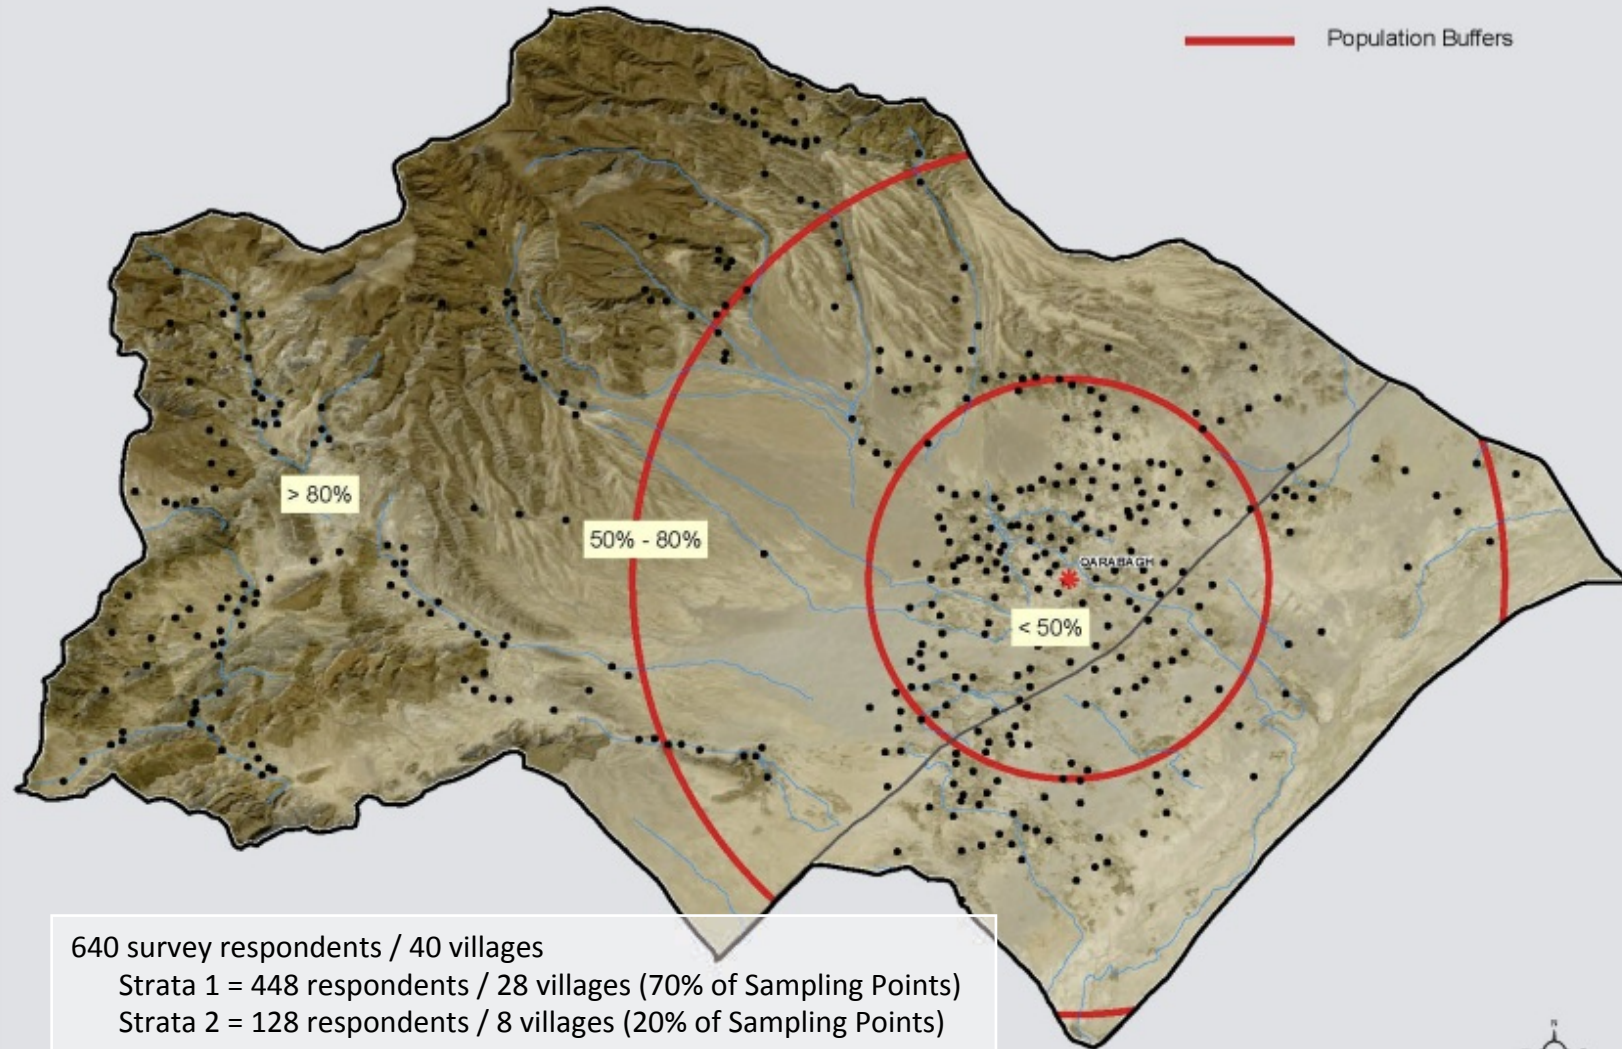 Population Buffers
> 80%
50% - 80%
QARABAGH
< 50%
640 survey respondents / 40 villages
Strata 1 = 448 respondents / 28 villages (70% of Sampling Points)
Strata 2 = 128 respondents / 8 villages (20% of Sampling Points)
N